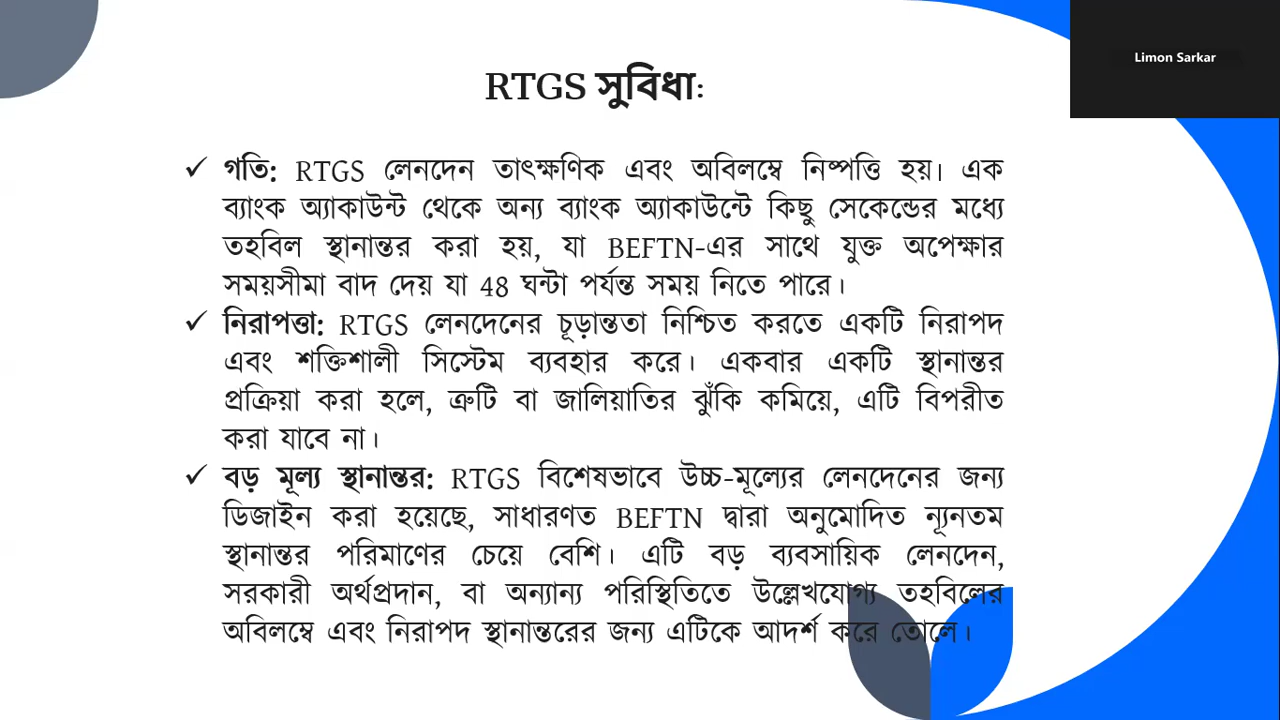 Limon Sarkar
RTGS সুবিধা:
✓ গতি: RTGS লেনদেন তাৎক্ষণিক এবং অবিলম্বে নিষ্পত্তি হয়। এক
ব্যাংক অ্যাকাউন্ট থেকে অন্য ব্যাংক অ্যাকাউন্টে কিছু সেকেন্ডের মধ্যে
তহবিল স্থানান্তর করা হয়, যা BEFTN-এর সাথে যুক্ত অপেক্ষার
সময়সীমা বাদ দেয় যা 48 ঘন্টা পর্যন্ত সময় নিতে পারে।
✓ নিরাপত্তা: RTGS লেনদেনের চূড়ান্ততা নিশ্চিত করতে একটি নিরাপদ
এবং শক্তিশালী সিস্টেম ব্যবহার করে। একবার একটি স্থানান্তর
প্রক্রিয়া করা হলে, ত্রুটি বা জালিয়াতির ঝুঁকি কমিয়ে, এটি বিপরীত
করা যাবে না।
✓ বড় মূল্য স্থানান্তর: RTGS বিশেষভাবে উচ্চ-মূল্যের লেনদেনের জন্য
ডিজাইন করা হয়েছে, সাধারণত BEFTN দ্বারা অনুমোদিত ন্যূনতম
স্থানান্তর পরিমাণের চেয়ে বেশি। এটি বড় ব্যবসায়িক লেনদেন,
সরকারী অর্থপ্রদান, বা অন্যান্য পরিস্থিতিতে উল্লেখযোগ্য তহবিলের
অবিলম্বে এবং নিরাপদ স্থানান্তরের জন্য এটিকে আদর্শ করে তোলে।